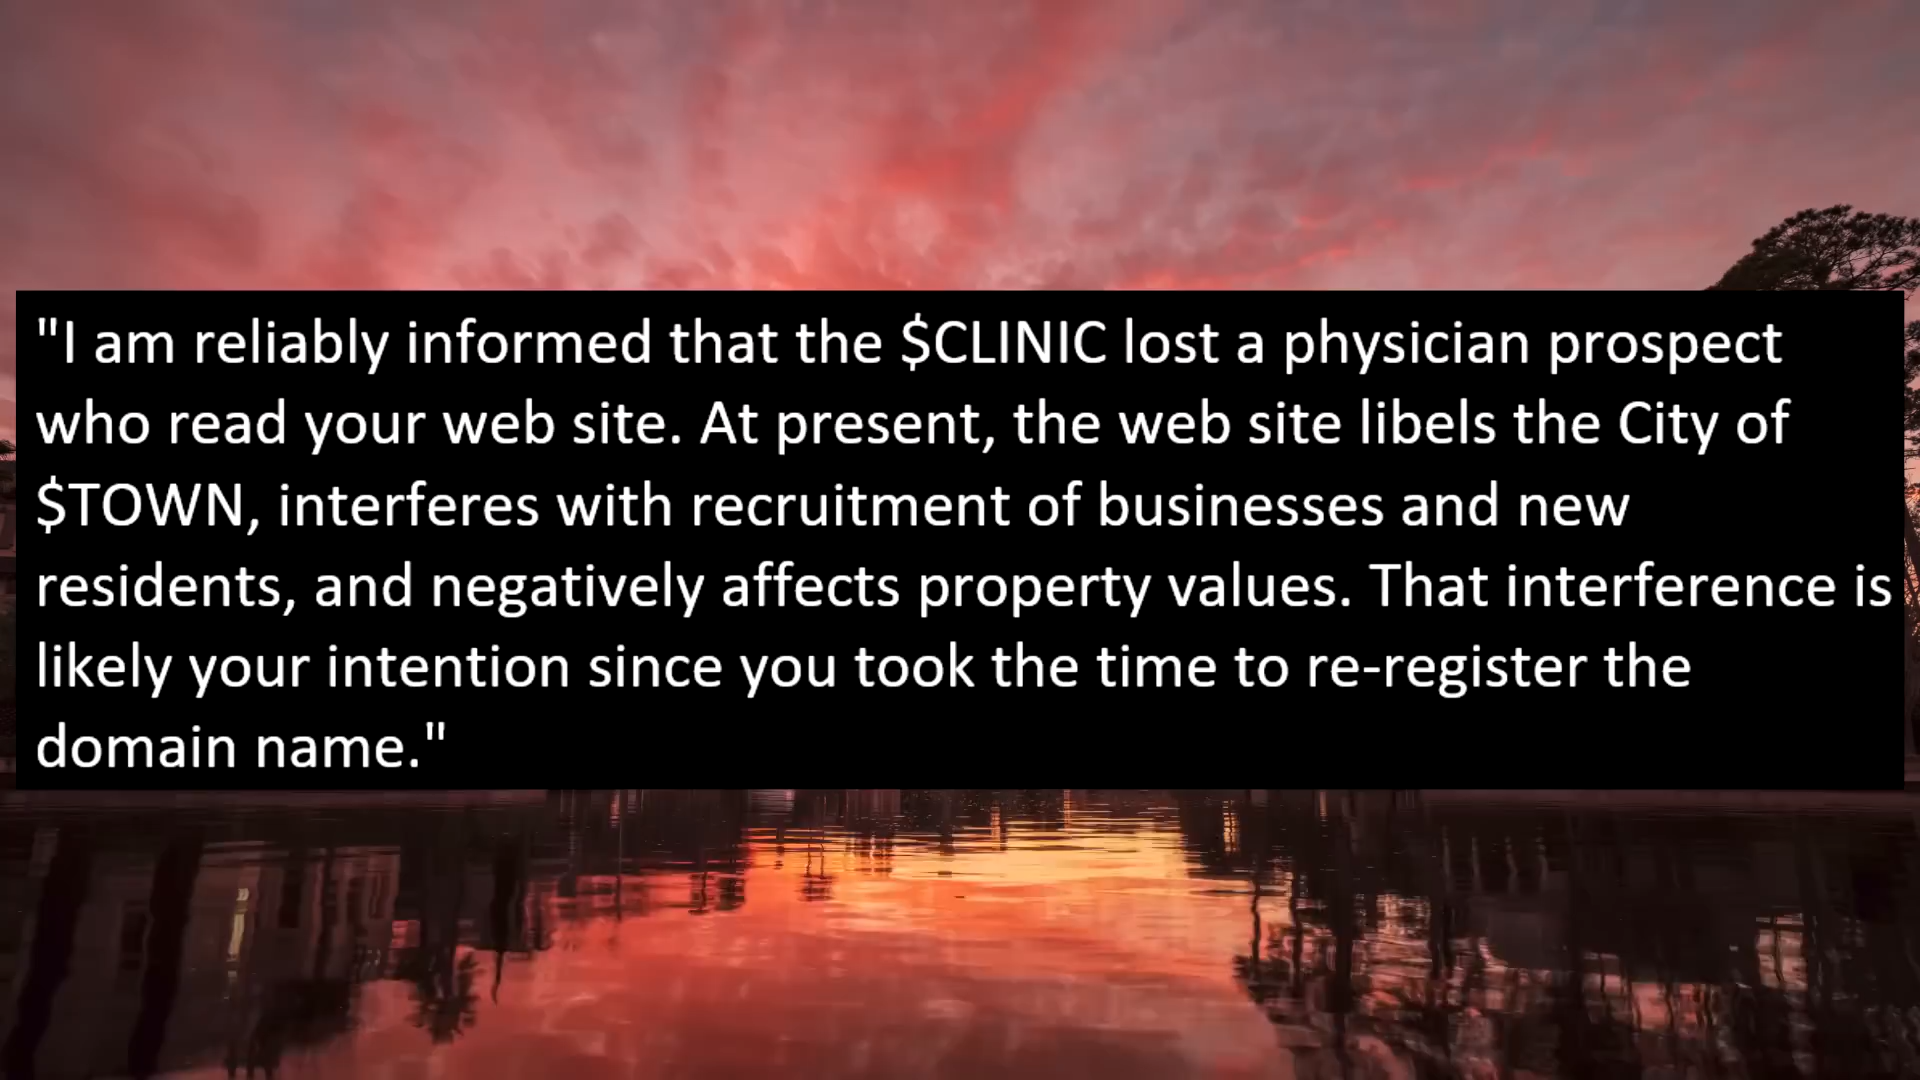 "I am reliably informed that the $CLINIC lost a physician prospect
who read your web site. At present, the web site libels the City of
$TOWN, interferes with recruitment of businesses and new
residents, and negatively affects property values. That interference is
likely your intention since you took the time to re-register the
domain name."